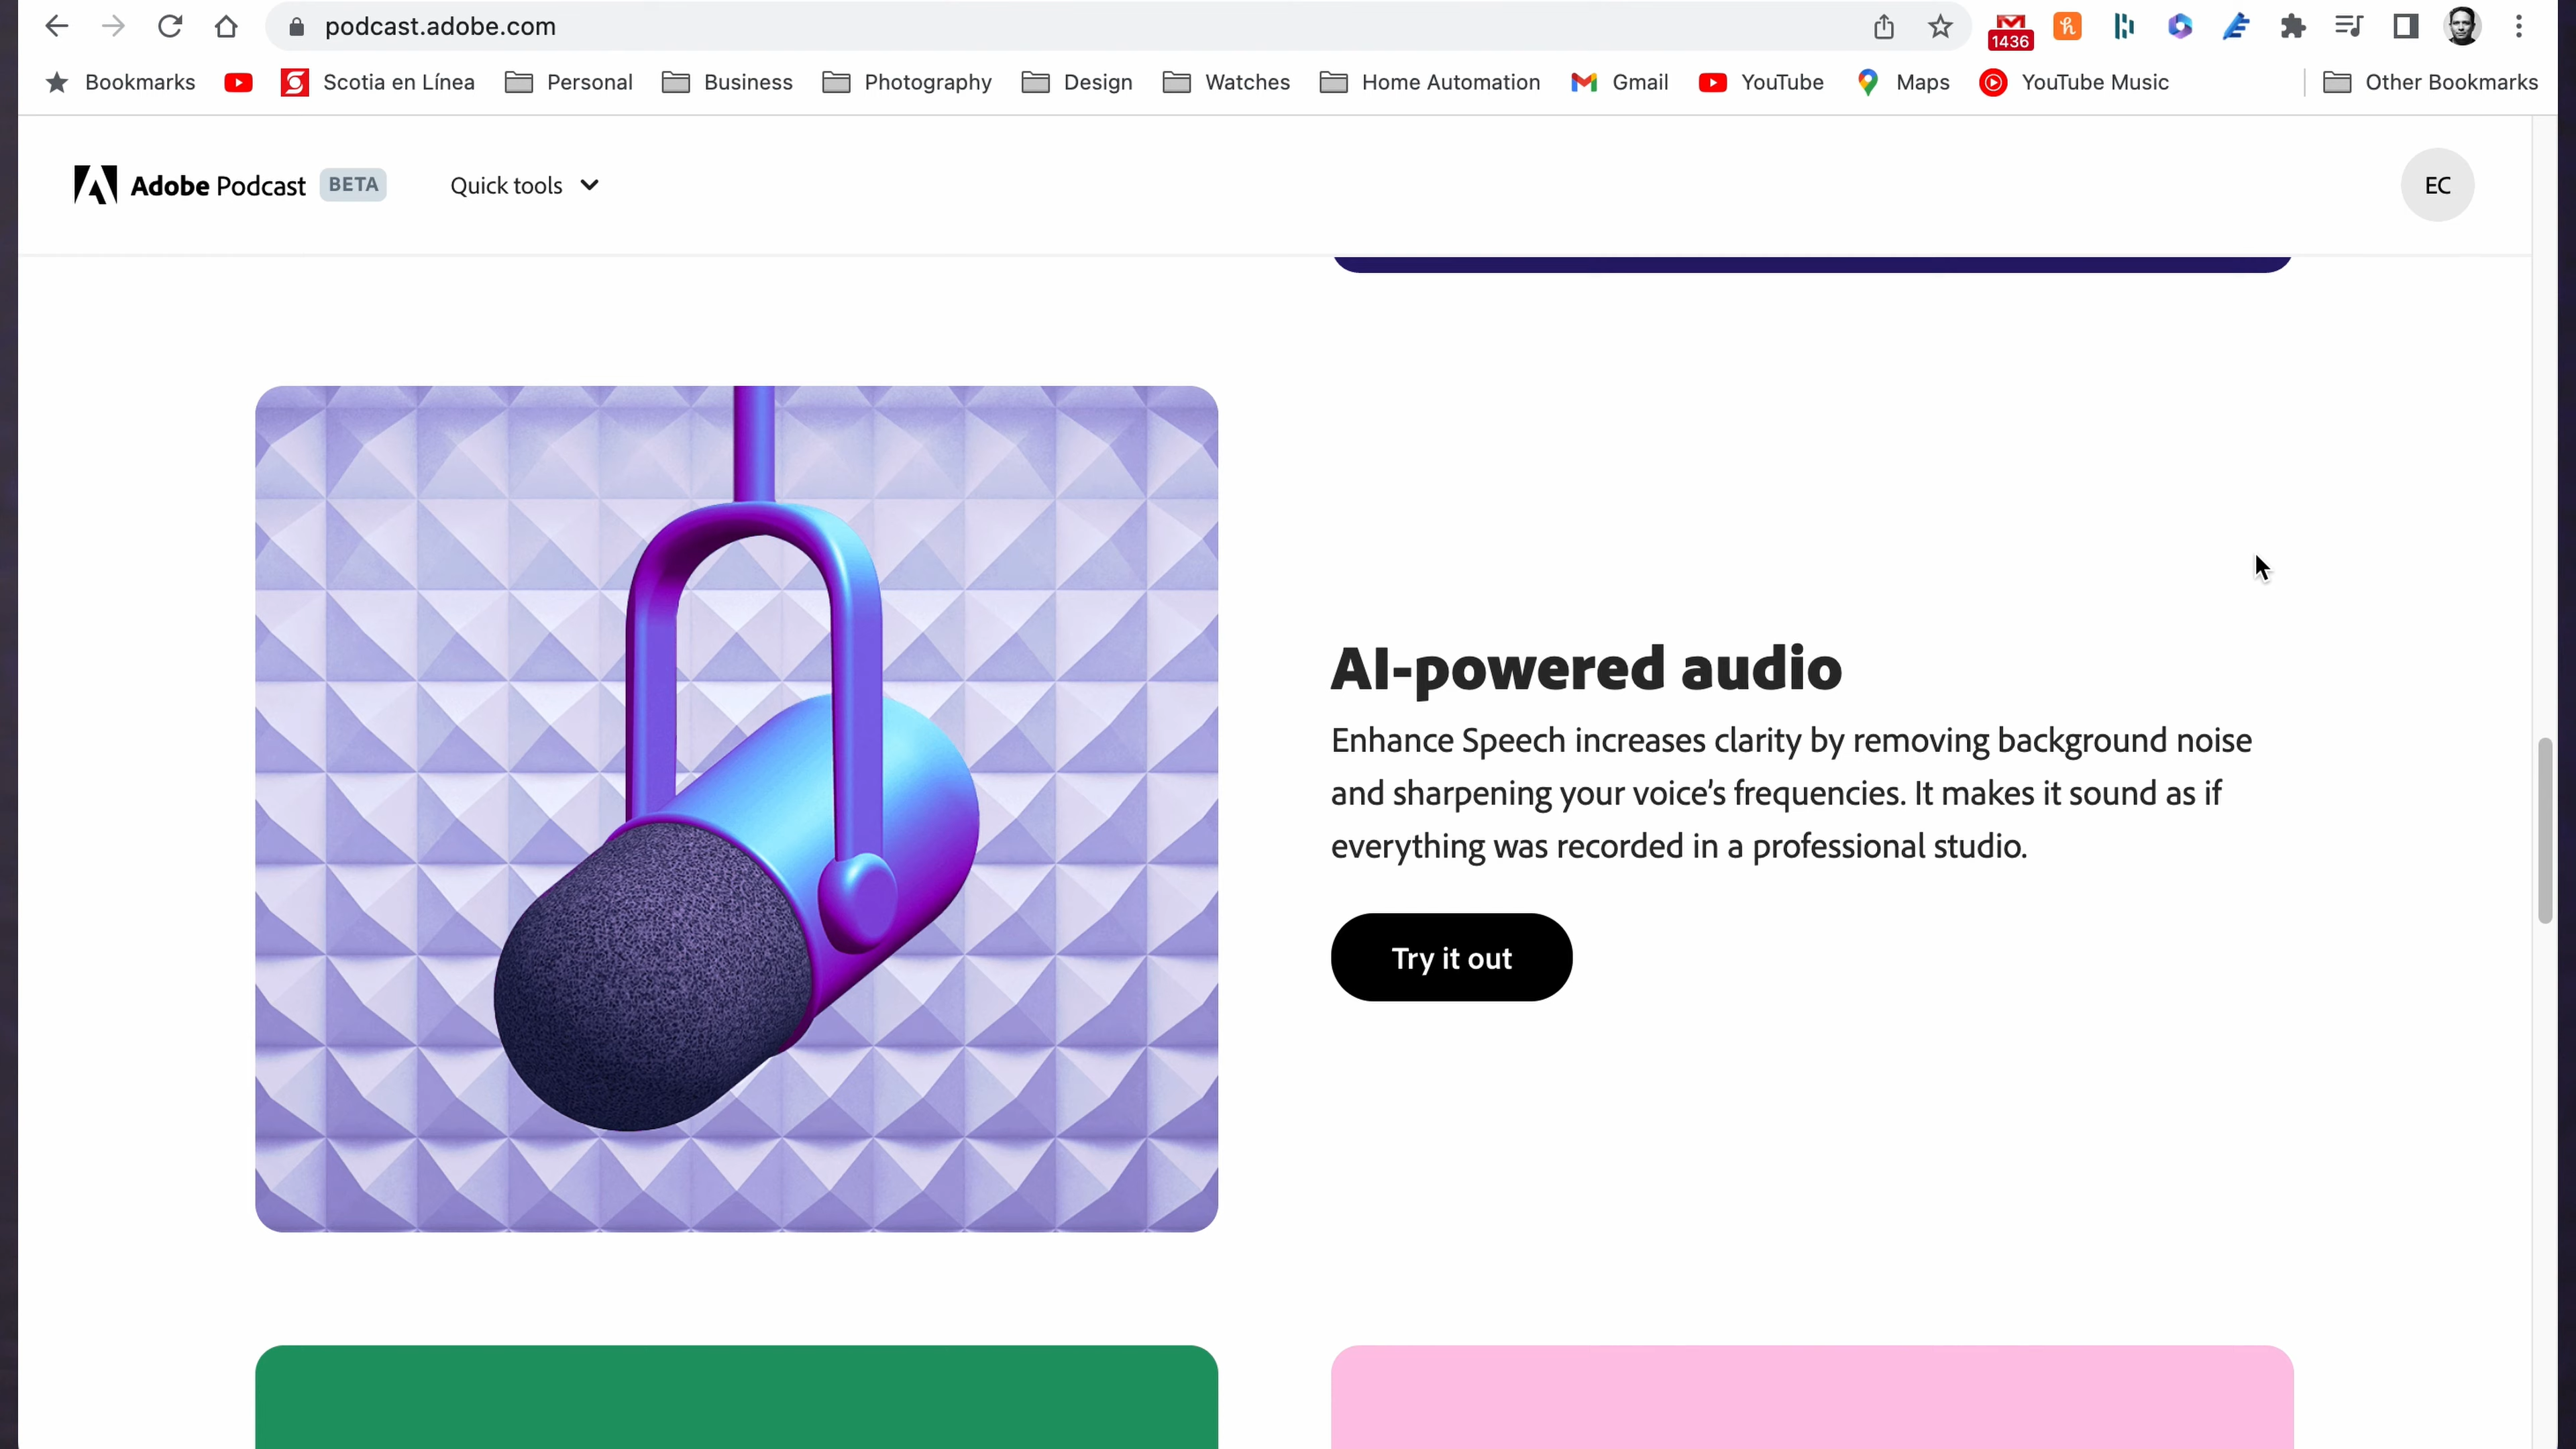 podcast.adobe.com
1436
Bookmarks Scotia en Línea Personal Business Photography Design Watches Home Automation Gmail YouTube Maps YouTube Music Other Bookmarks
Adobe Podcast BETA Quick tools EC
AI-powered audio
Enhance Speech increases clarity by removing background noise
and sharpening your voice’s frequencies. It makes it sound as if
everything was recorded in a professional studio.
Try it out